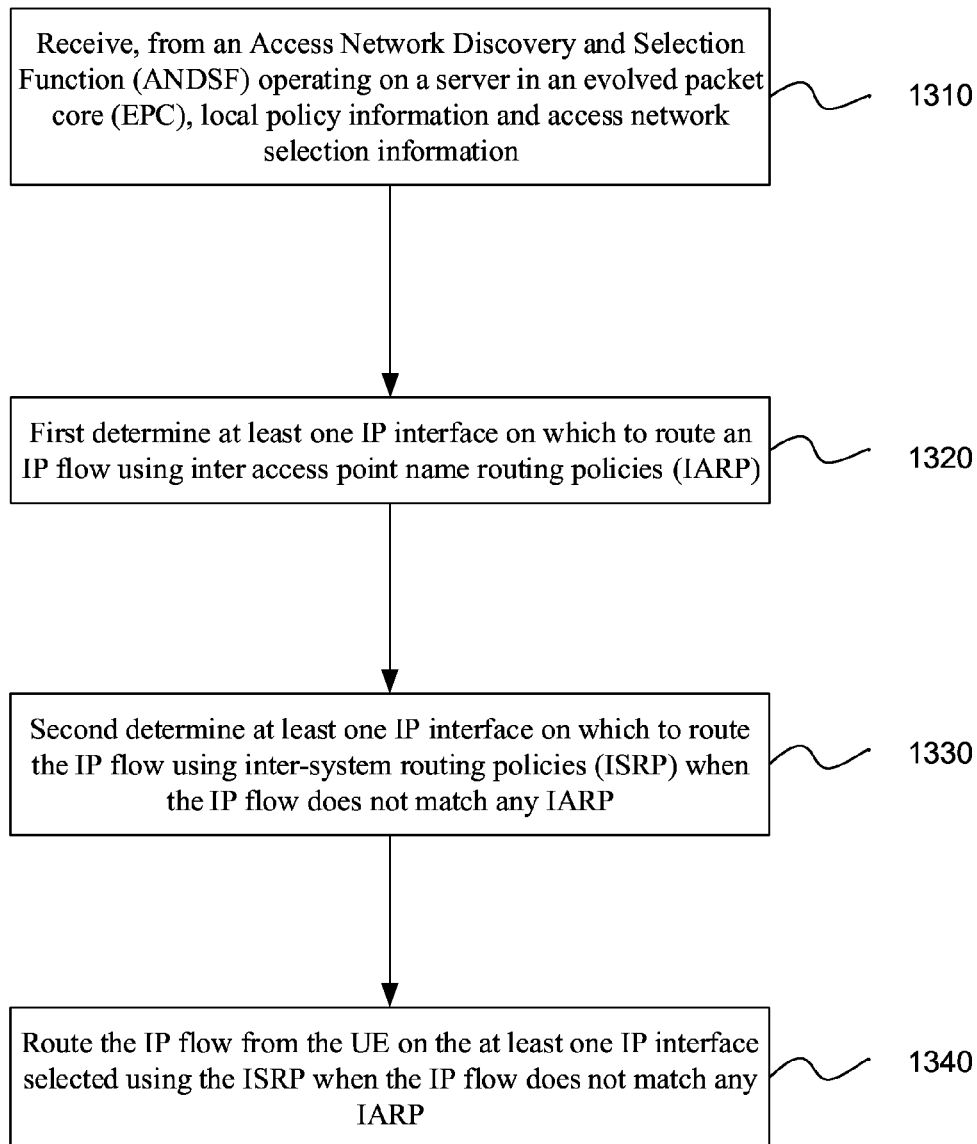 Receive, from an Access Network Discovery and Selection
Function (ANDSF) operating on a server in an evolved packet
core (EPC), local policy information and access network
selection information
1310
First determine at least one IP interface on which to route an
IP flow using inter access point name routing policies (IARP)
1320
Second determine at least one IP interface on which to route
the IP flow using inter-system routing policies (ISRP) when
the IP flow does not match any IARP
1330
Route the IP flow from the UE on the at least one IP interface
selected using the ISRP when the IP flow does not match any
IARP
1340